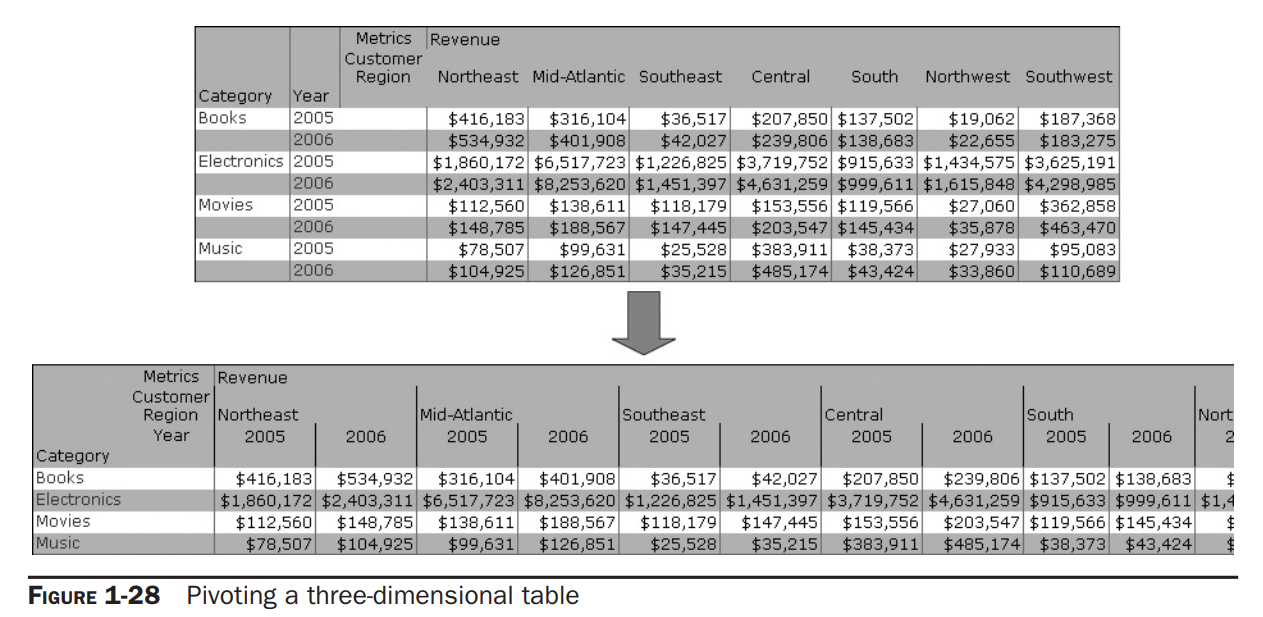 Metrics Revenue
Customer
Region Northeast Mid-Atlantic Southeast Central South Northwest Southwest
Category Year
Books 2005 $416,183 $316,104 $36,517 $207,850 $137,502 $19,062 $187,368
2006 $534,932 $401,908 $42,027 $239,806 $138,683 $22,655 $183,275
Electronics 2005 $1,860,172 $6,517,723 $1,226,825 $3,719,752 $915,633 $1,434,575 $3,625,191
2006 $2,403,311 $8,253,620 $1,451,397 $4,631,259 $999,611 $1,615,848 $4,298,985
Movies 2005 $112,560 $138,611 $118,179 $153,556 $119,566 $27,060 $362,858
2006 $148,785 $188,567 $147,445 $203,547 $145,434 $35,878 $463,470
Music 2005 $78,507 $99,631 $25,528 $383,911 $38,373 $27,933 $95,083
2006 $104,925 $126,851 $35,215 $485,174 $43,424 $33,860 $110,689
Metrics Revenue
Customer
Region Northeast Mid-Atlantic Southeast Central South Nort
Year 2005 2006 2005 2006 2005 2006 2005 2006 2005 2006 2
Category
Books $416,183 $534,932 $316,104 $401,908 $36,517 $42,027 $207,850 $239,806 $137,502 $138,683 $
Electronics $1,860,172 $2,403,311 $6,517,723 $8,253,620 $1,226,825 $1,451,397 $3,719,752 $4,631,259 $915,633 $999,611 $1,4
Movies $112,560 $148,785 $138,611 $188,567 $118,179 $147,445 $153,556 $203,547 $119,566 $145,434 $
Music $78,507 $104,925 $99,631 $126,851 $25,528 $35,215 $383,911 $485,174 $38,373 $43,424 $
FIGURE 1-28 Pivoting a three-dimensional table